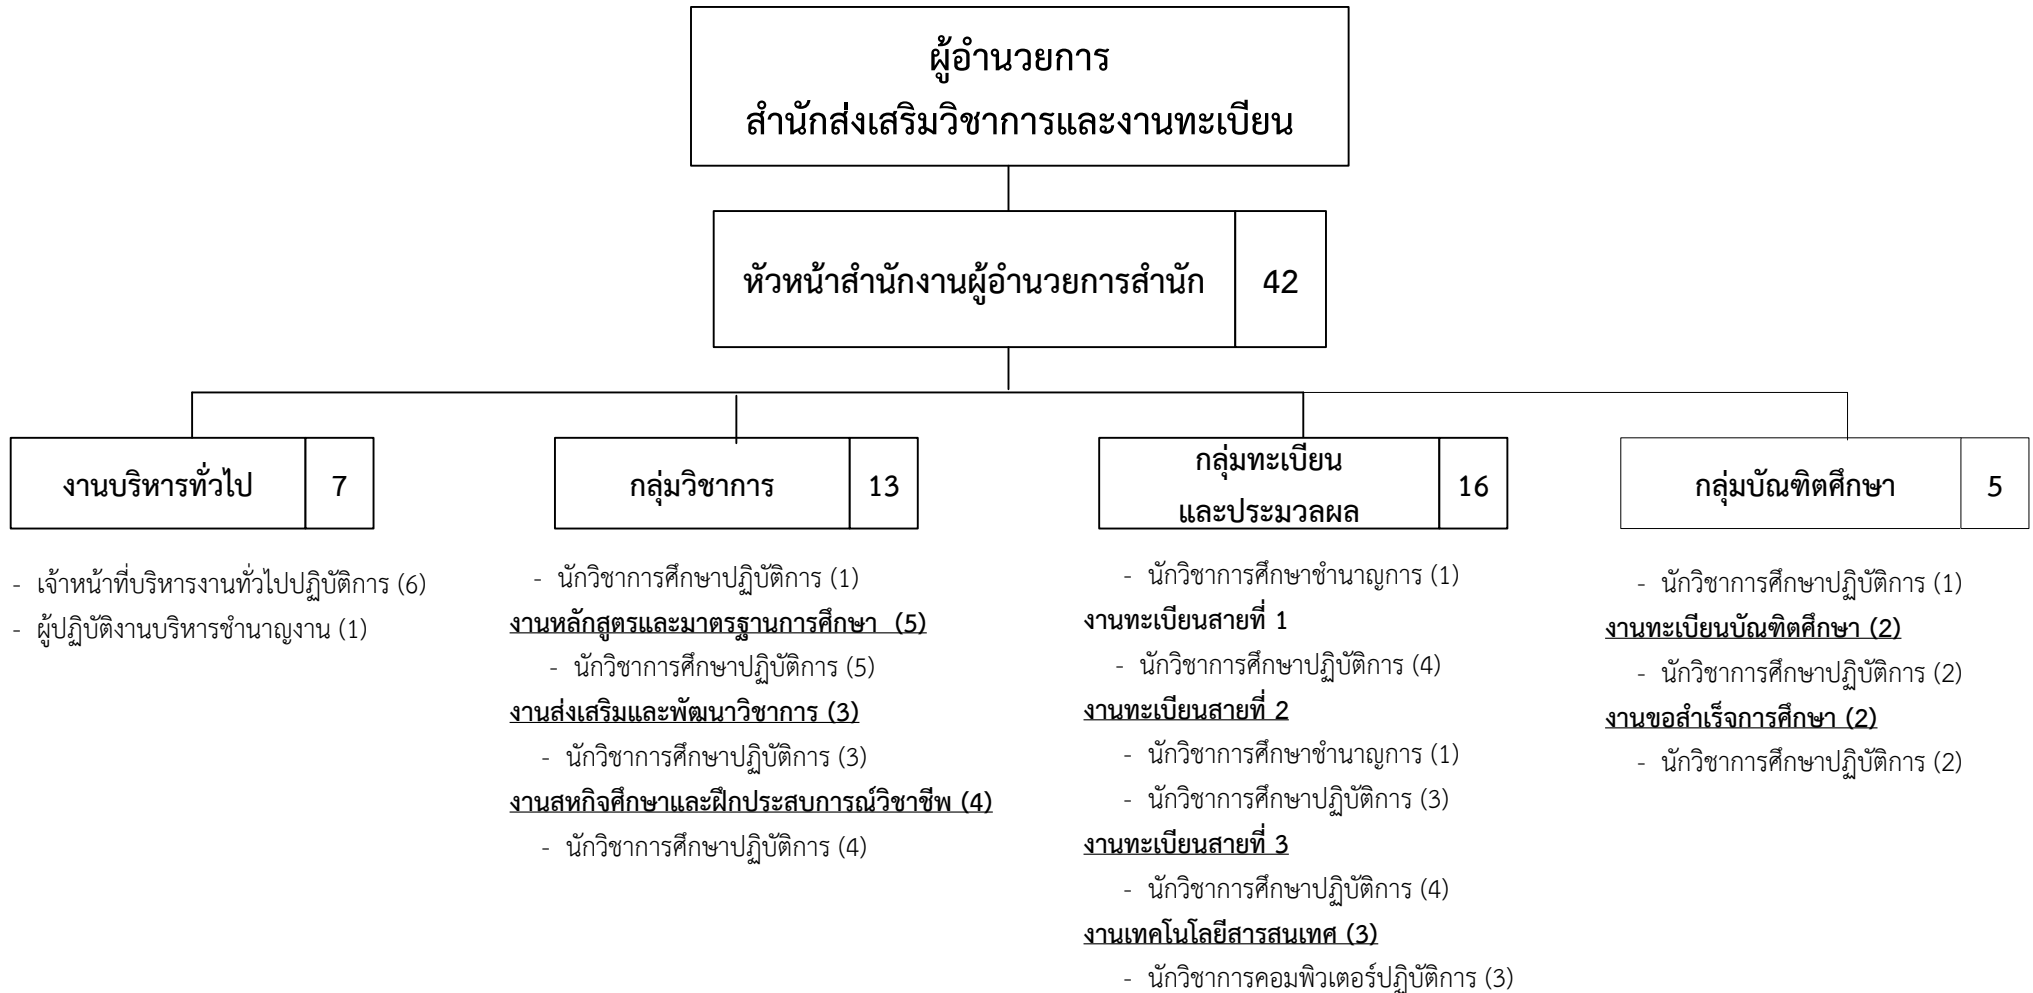 ผู้อำนวยการ
สำนักส่งเสริมวิชาการและงานทะเบียน
หัวหน้าสำนักงานผู้อำนวยการสำนัก 42
งานบริหารทั่วไป 7
- เจ้าหน้าที่บริหารงานทั่วไปปฏิบัติการ (6)
- ผู้ปฏิบัติงานบริหารชำนาญงาน (1)
กลุ่มวิชาการ 13
- นักวิชาการศึกษาปฏิบัติการ (1)
งานหลักสูตรและมาตรฐานการศึกษา (5)
- นักวิชาการศึกษาปฏิบัติการ (5)
งานส่งเสริมและพัฒนาวิชาการ (3)
- นักวิชาการศึกษาปฏิบัติการ (3)
งานสหกิจศึกษาและฝึกประสบการณ์วิชาชีพ (4)
- นักวิชาการศึกษาปฏิบัติการ (4)
กลุ่มทะเบียน
และประมวลผล 16
- นักวิชาการศึกษาชำนาญการ (1)
งานทะเบียนสายที่ 1
- นักวิชาการศึกษาปฏิบัติการ (4)
งานทะเบียนสายที่ 2
- นักวิชาการศึกษาชำนาญการ (1)
- นักวิชาการศึกษาปฏิบัติการ (3)
งานทะเบียนสายที่ 3
- นักวิชาการศึกษาปฏิบัติการ (4)
งานเทคโนโลยีสารสนเทศ (3)
- นักวิชาการคอมพิวเตอร์ปฏิบัติการ (3)
กลุ่มบัณฑิตศึกษา 5
- นักวิชาการศึกษาปฏิบัติการ (1)
งานทะเบียนบัณฑิตศึกษา (2)
- นักวิชาการศึกษาปฏิบัติการ (2)
งานขอสำเร็จการศึกษา (2)
- นักวิชาการศึกษาปฏิบัติการ (2)